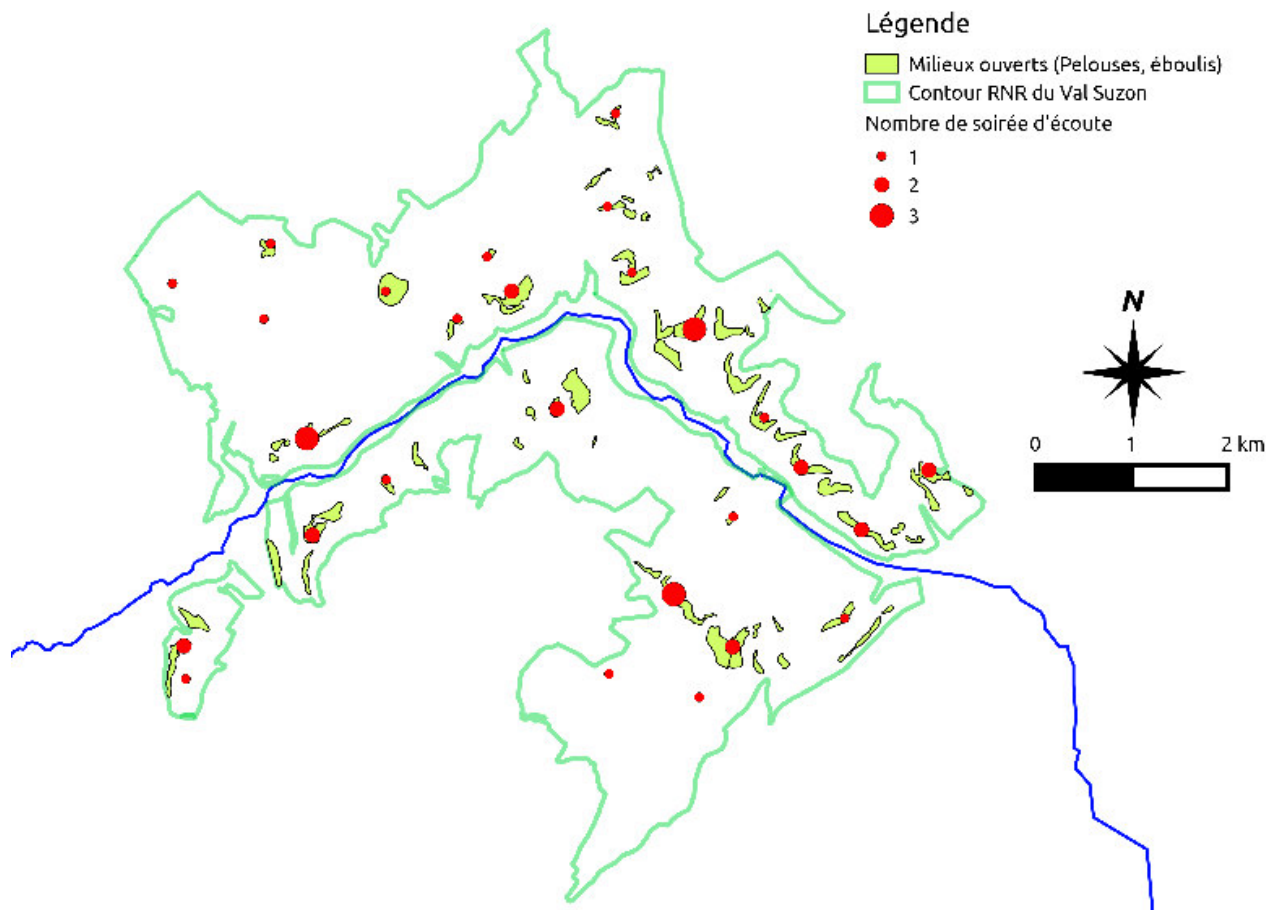 Légende
Milieux ouverts (Pelouses, éboulis)
Contour RNR du Val Suzon
Nombre de soirée d'écoute
1
2
3
N
0 1 2 km